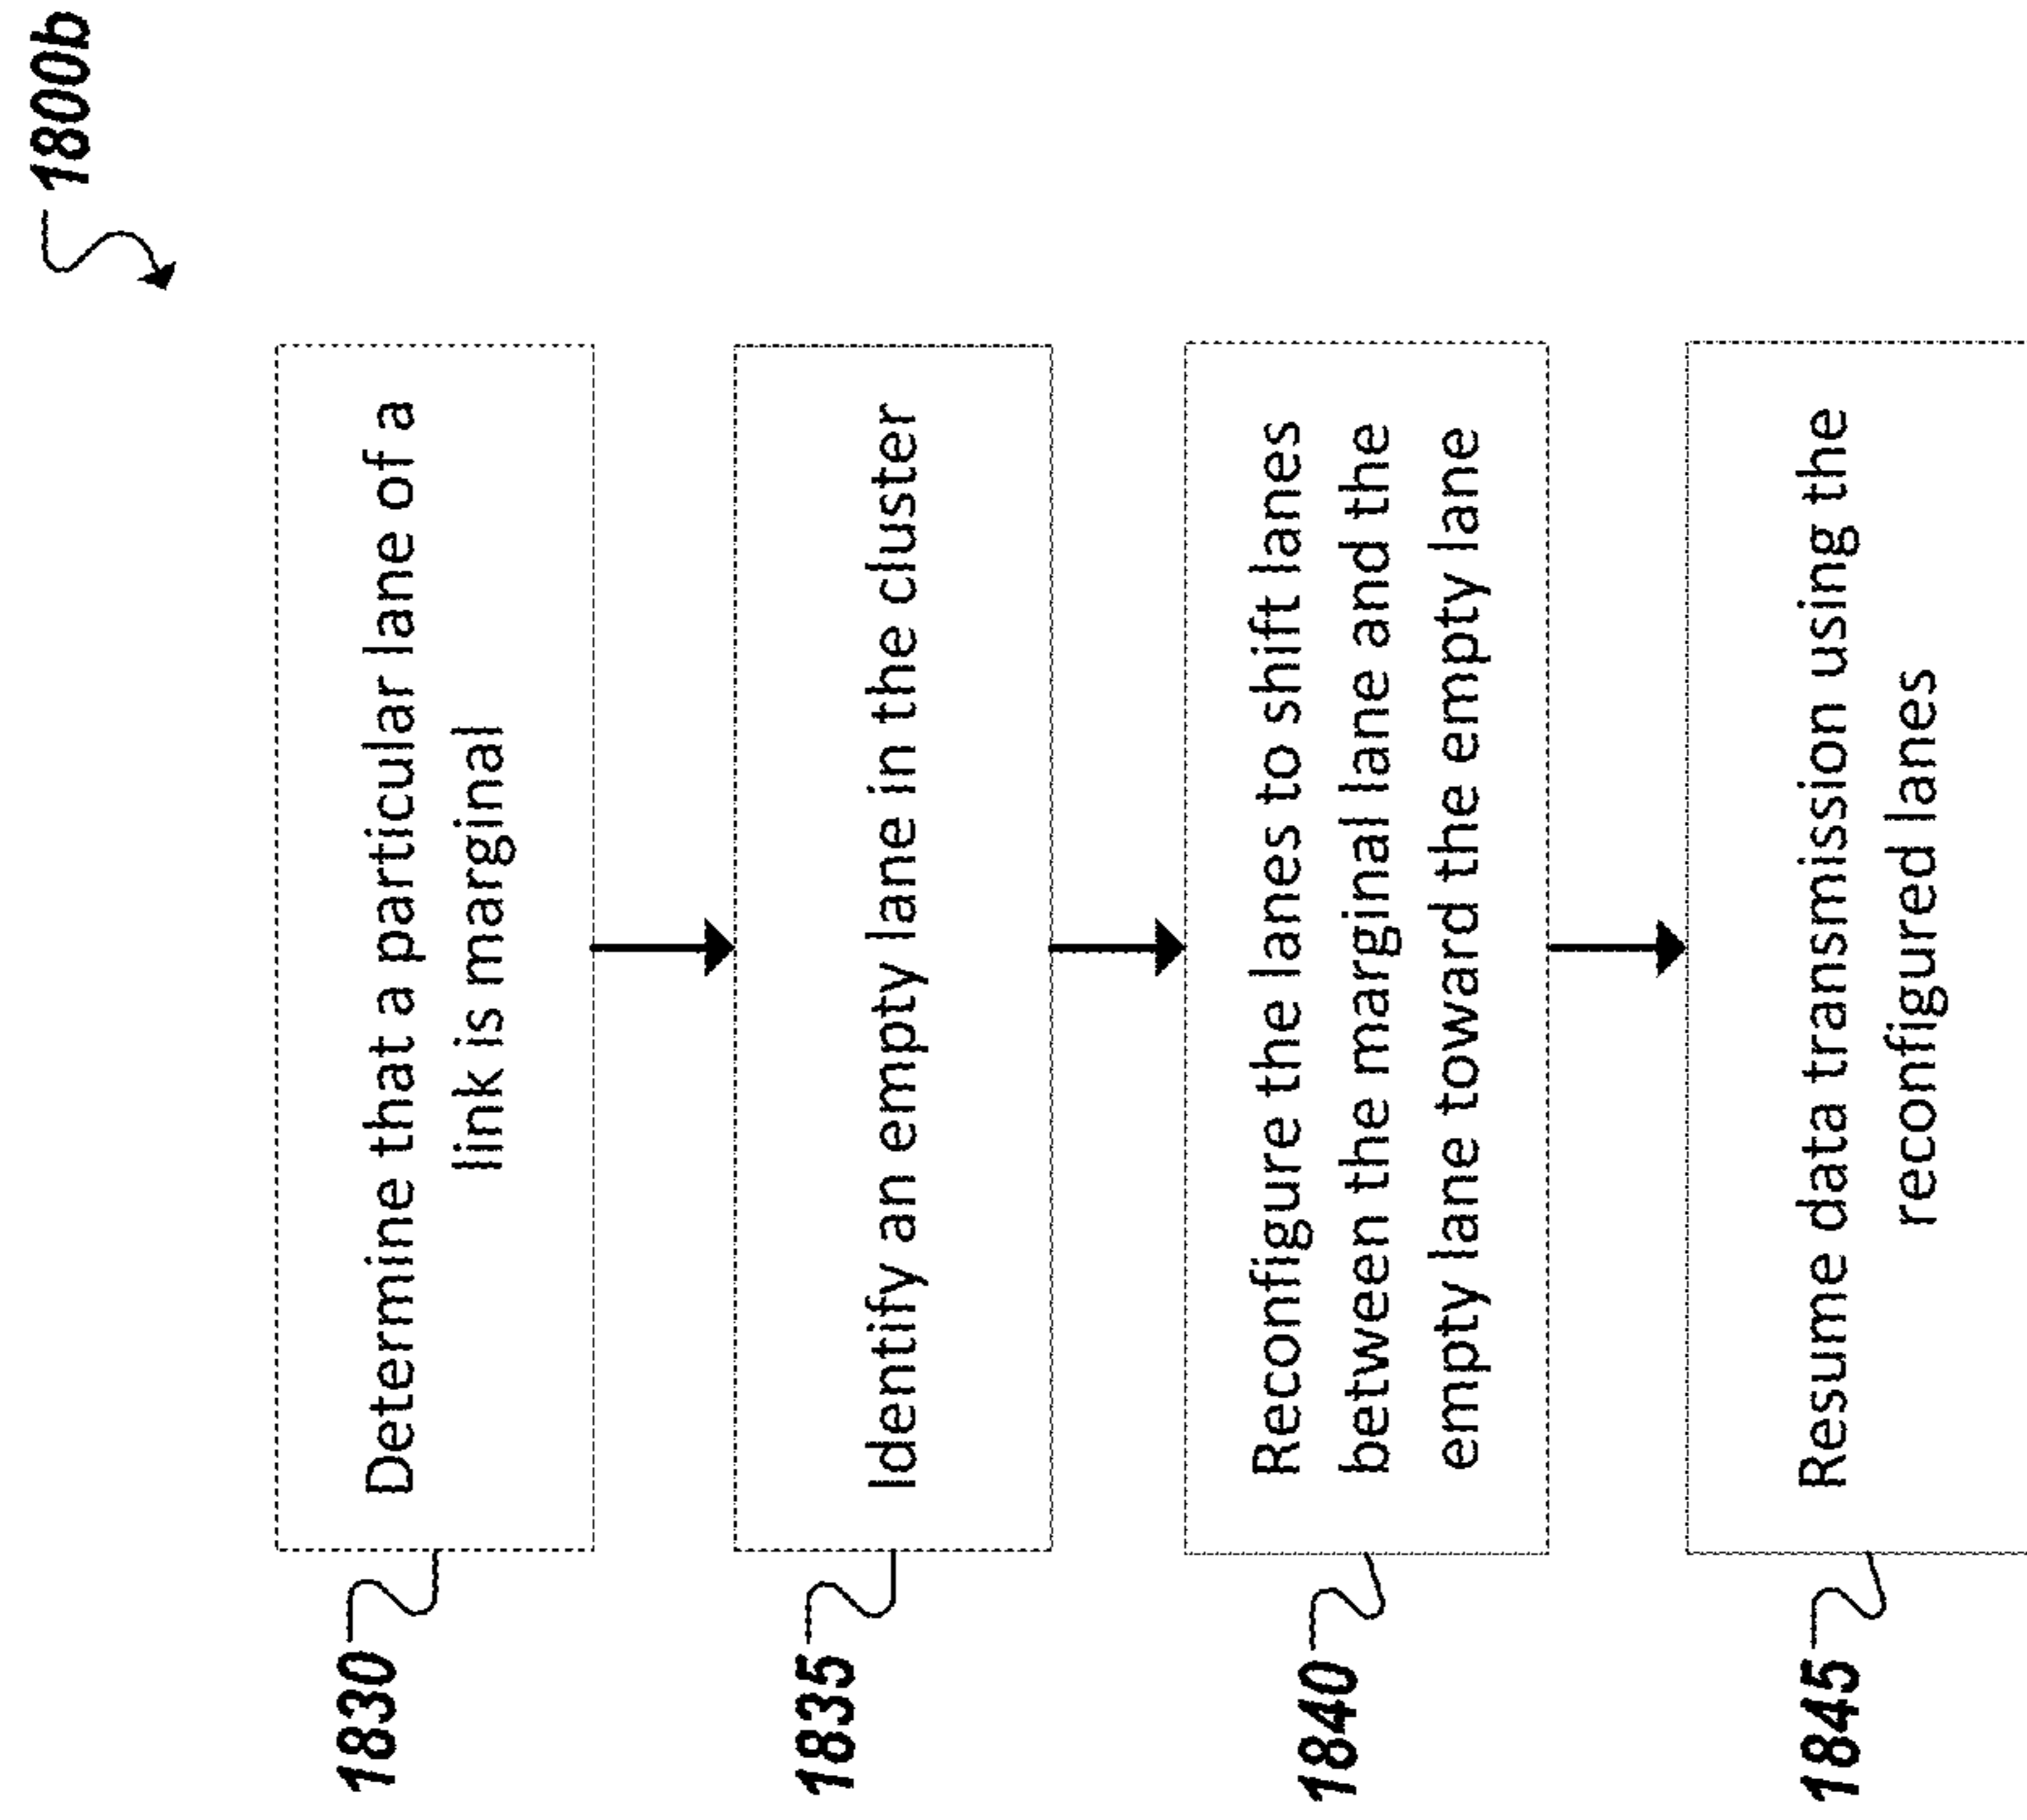 1800b
1830
Determine that a particular lane of a
link is marginal
1835
Identify an empty lane in the cluster
1840
Reconfigure the lanes to shift lanes
between the marginal lane and the
empty lane toward the empty lane
1845
Resume data transmission using the
reconfigured lanes